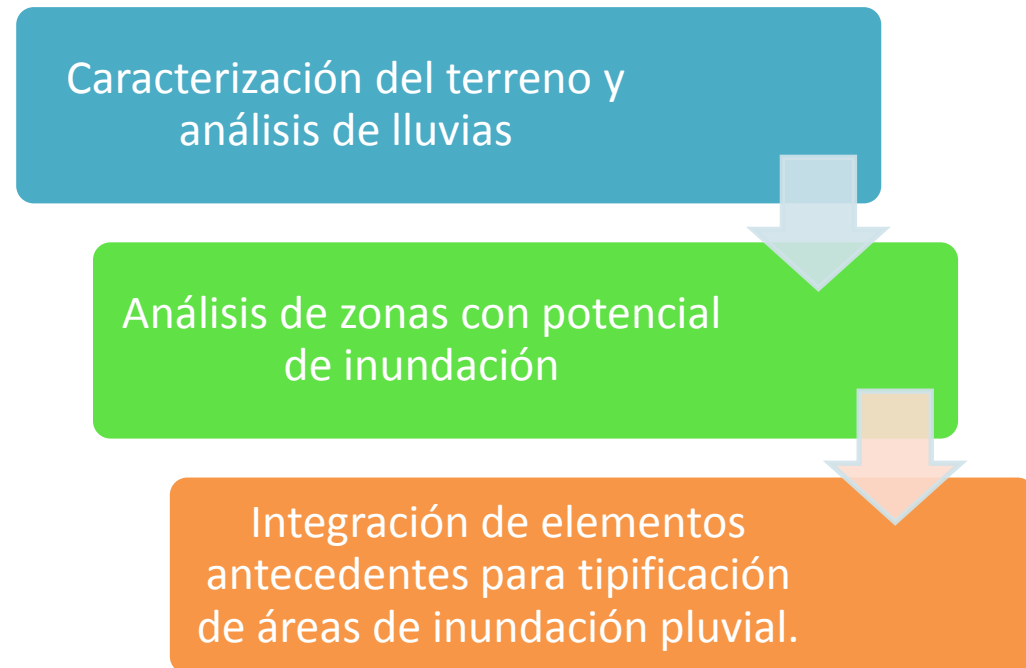 Caracterización del terreno y
análisis de lluvias
Análisis de zonas con potencial
de inundación
Integración de elementos
antecedentes para tipificación
de áreas de inundación pluvial.